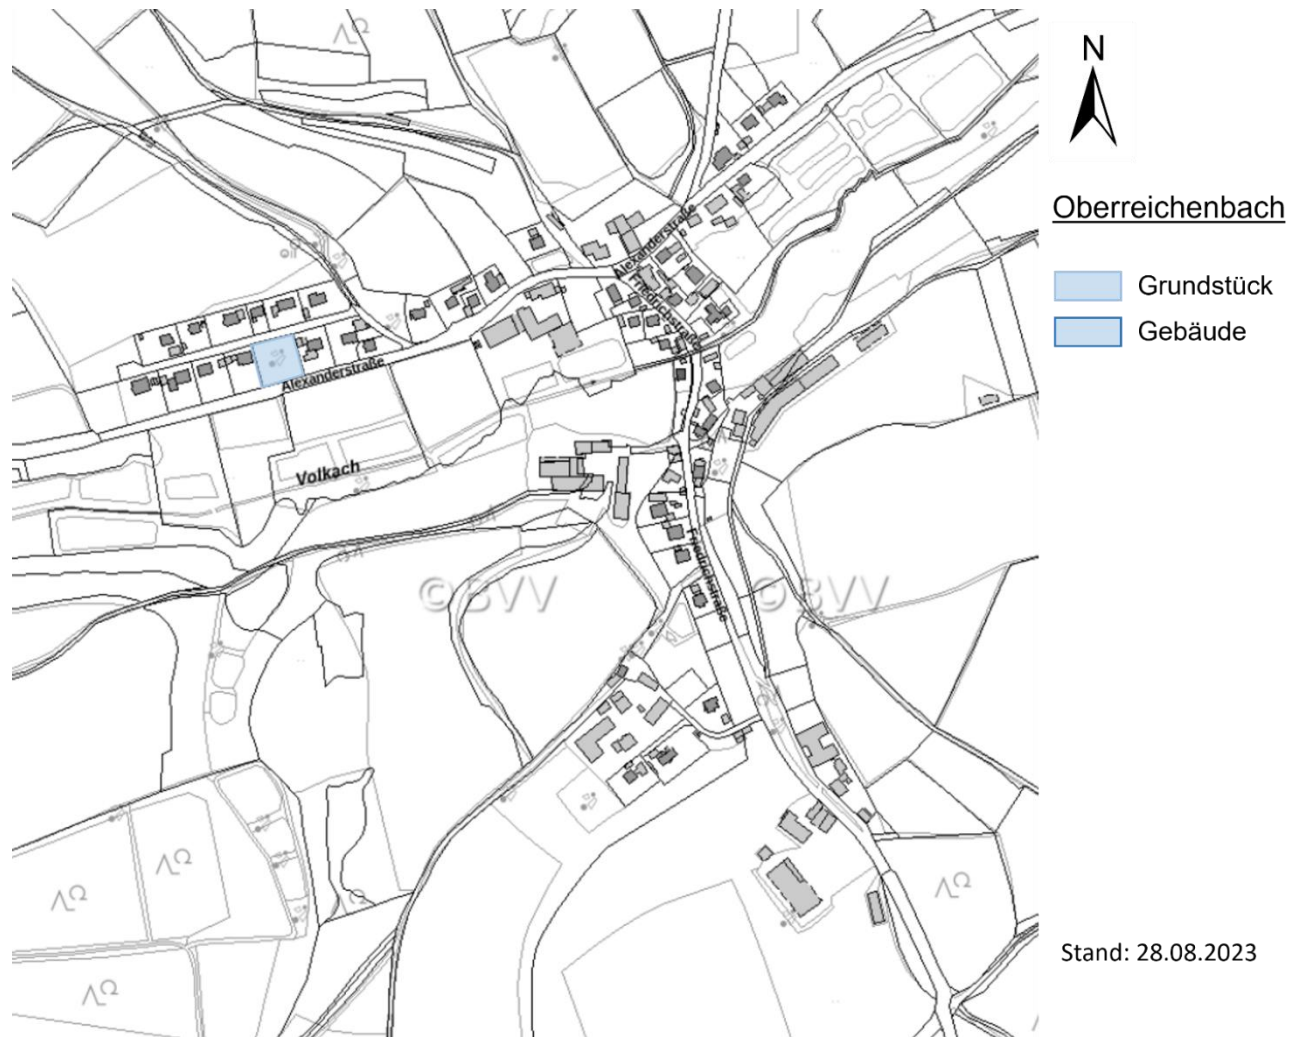 N
Oberreichenbach
Grundstück
Gebäude
Alexanderstraße
Friedrichstraße
Alexanderstraße
Volkach
Friedrichstraße
©BVV
©BVV
Stand: 28.08.2023